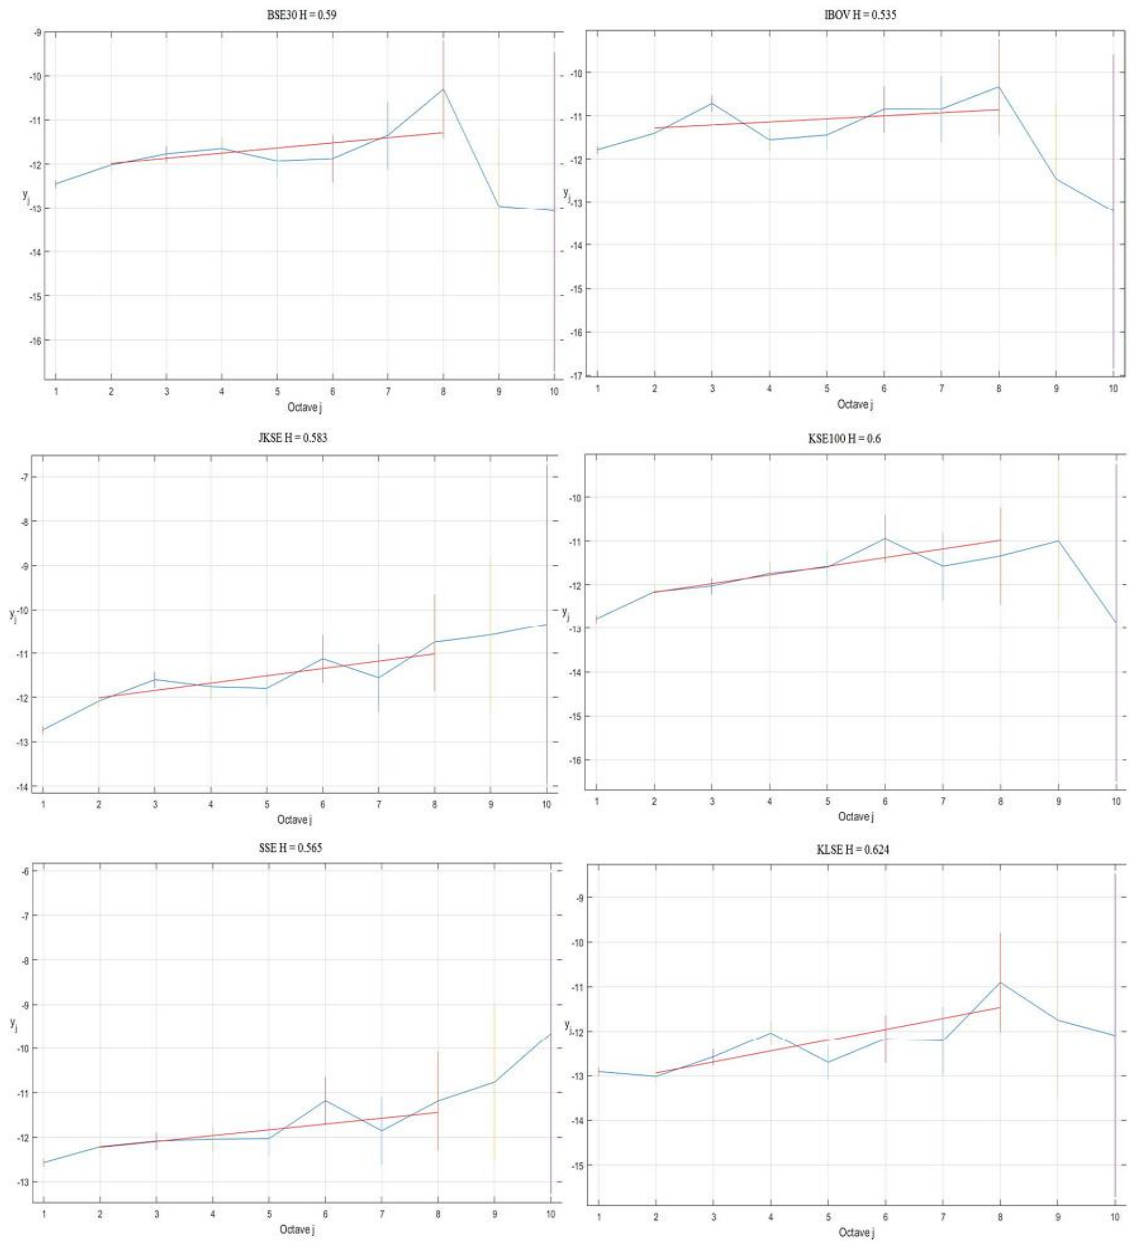 BSE30 H = 0.59
-9
-10
-11
-12
-13
-14
-15
-16
y_j
1 2 3 4 5 6 7 8 9 10
Octave j
IBOV H = 0.535
-10
-11
-12
-13
-14
-15
-16
-17
y_j
1 2 3 4 5 6 7 8 9 10
Octave j
JKSE H = 0.583
-7
-8
-9
-10
-11
-12
-13
-14
y_j
1 2 3 4 5 6 7 8 9 10
Octave j
KSE100 H = 0.6
-10
-11
-12
-13
-14
-15
-16
y_j
1 2 3 4 5 6 7 8 9 10
Octave j
SSE H = 0.565
-6
-7
-8
-9
-10
-11
-12
-13
y_j
1 2 3 4 5 6 7 8 9 10
Octave j
KLSE H = 0.624
-9
-10
-11
-12
-13
-14
-15
y_j
1 2 3 4 5 6 7 8 9 10
Octave j